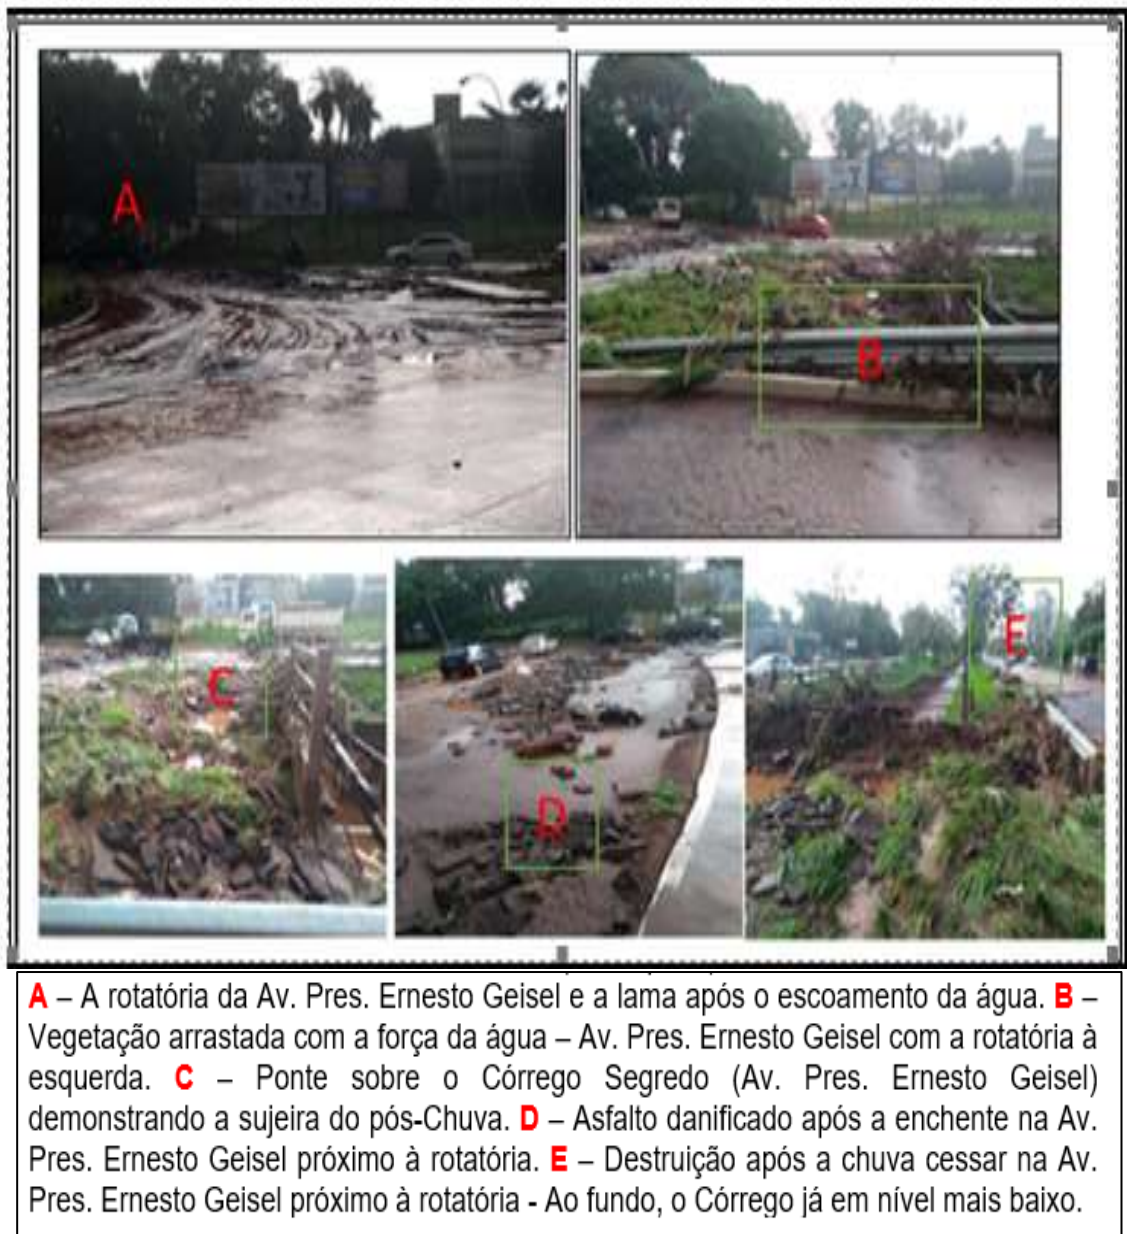 A
B
C
D
E
A – A rotatória da Av. Pres. Ernesto Geisel e a lama após o escoamento da água. B –
Vegetação arrastada com a força da água – Av. Pres. Ernesto Geisel com a rotatória à
esquerda. C – Ponte sobre o Córrego Segredo (Av. Pres. Ernesto Geisel)
demonstrando a sujeira do pós-Chuva. D – Asfalto danificado após a enchente na Av.
Pres. Ernesto Geisel próximo à rotatória. E – Destruição após a chuva cessar na Av.
Pres. Ernesto Geisel próximo à rotatória - Ao fundo, o Córrego já em nível mais baixo.